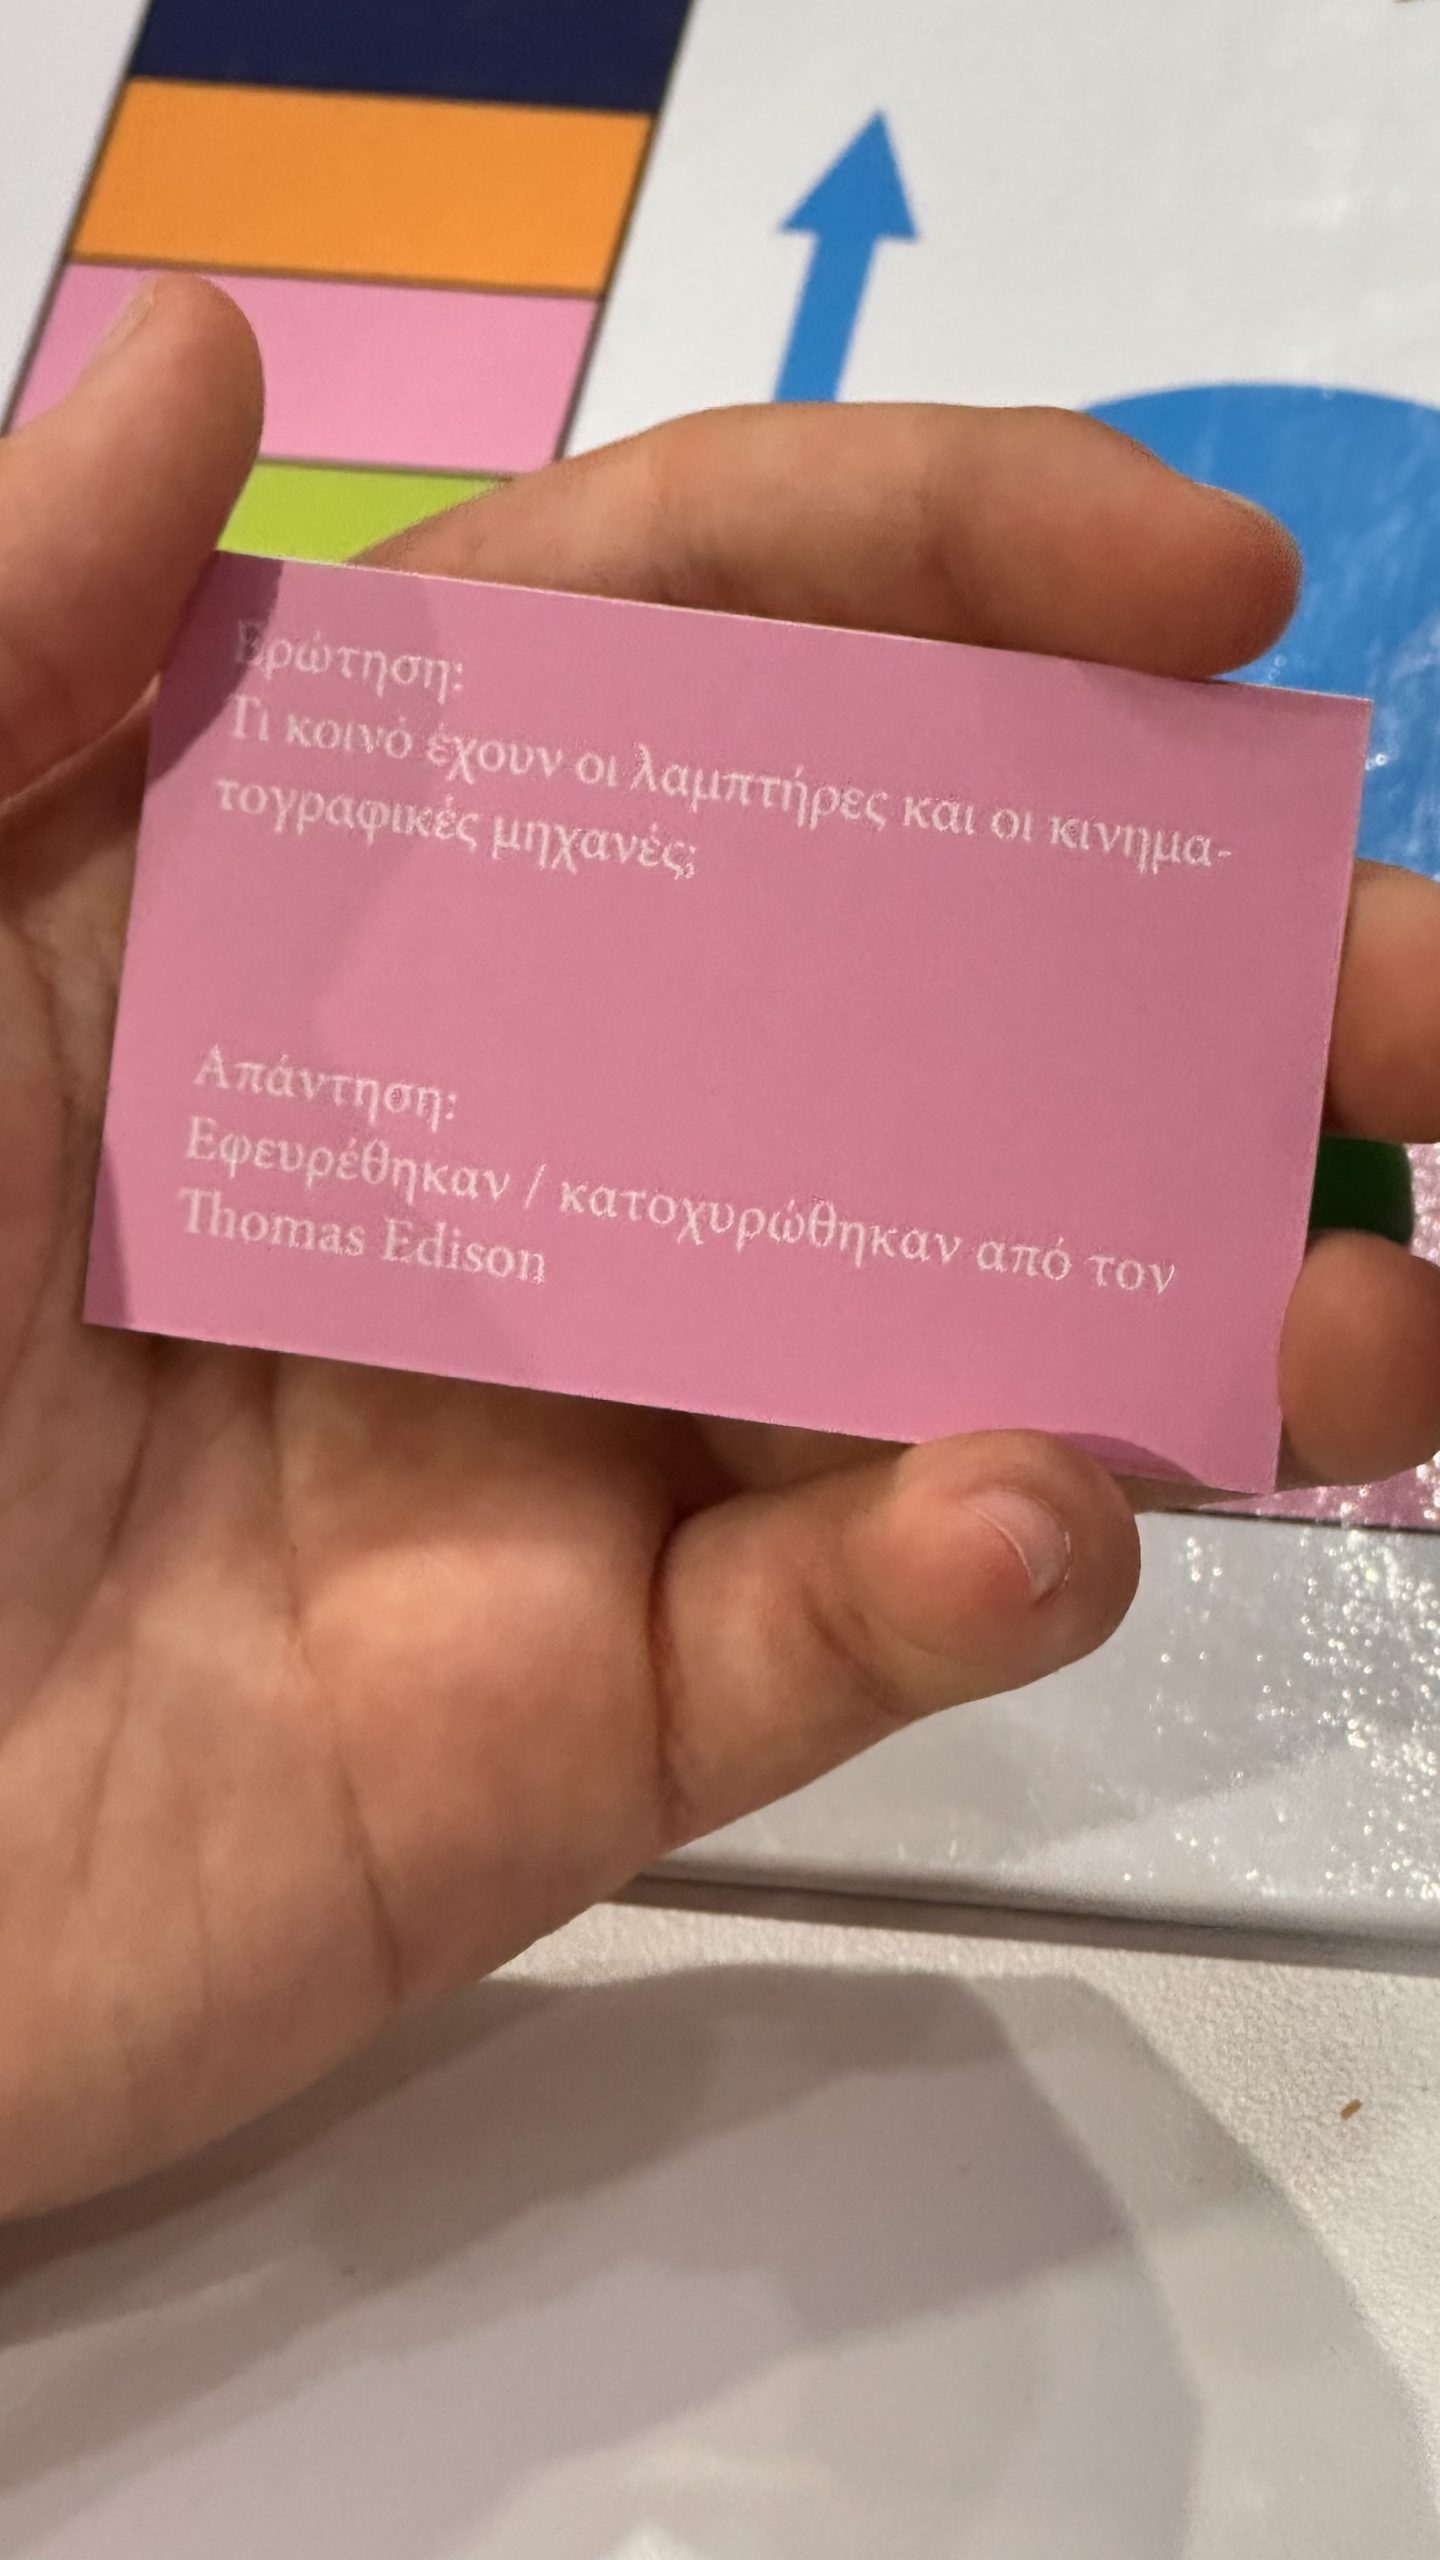 Ερώτηση:
Τι κοινό έχουν οι λαμπτήρες και οι κινημα-
τογραφικές μηχανές;
Απάντηση:
Εφευρέθηκαν / κατοχυρώθηκαν από τον
Thomas Edison